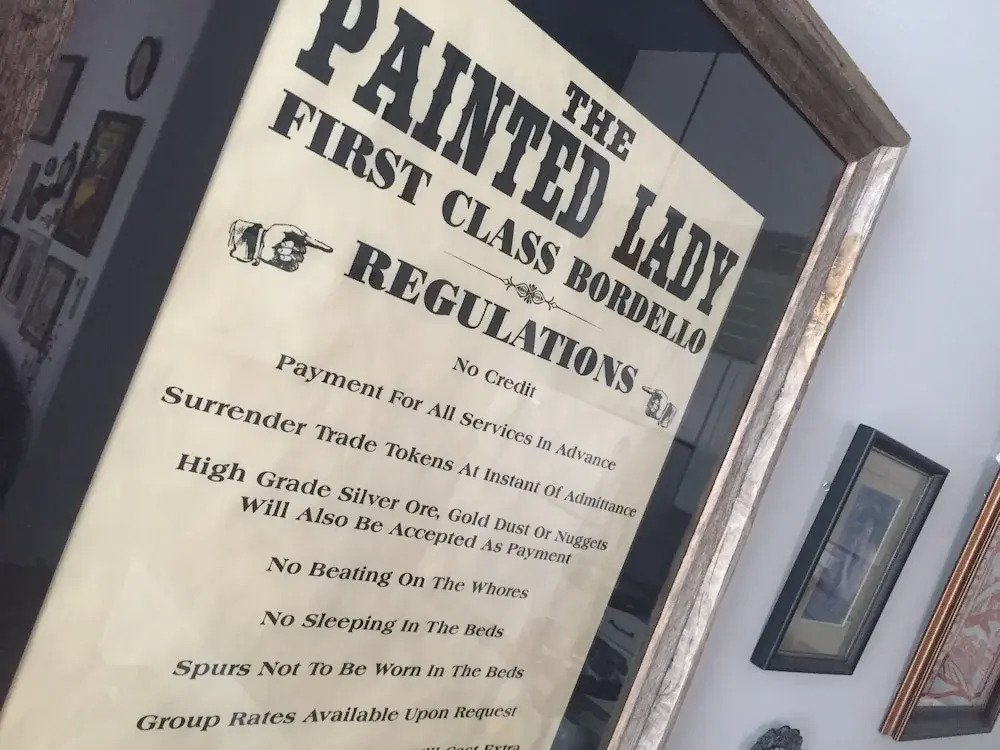 THE
PAINTED LADY
FIRST CLASS BORDELLO
REGULATIONS
No Credit
Payment For All Services In Advance
Surrender Trade Tokens At Instant Of Admittance
High Grade Silver Ore, Gold Dust Or Nuggets
Will Also Be Accepted As Payment
No Beating On The Whores
No Sleeping In The Beds
Spurs Not To Be Worn In The Beds
Group Rates Available Upon Request
Cost Extra